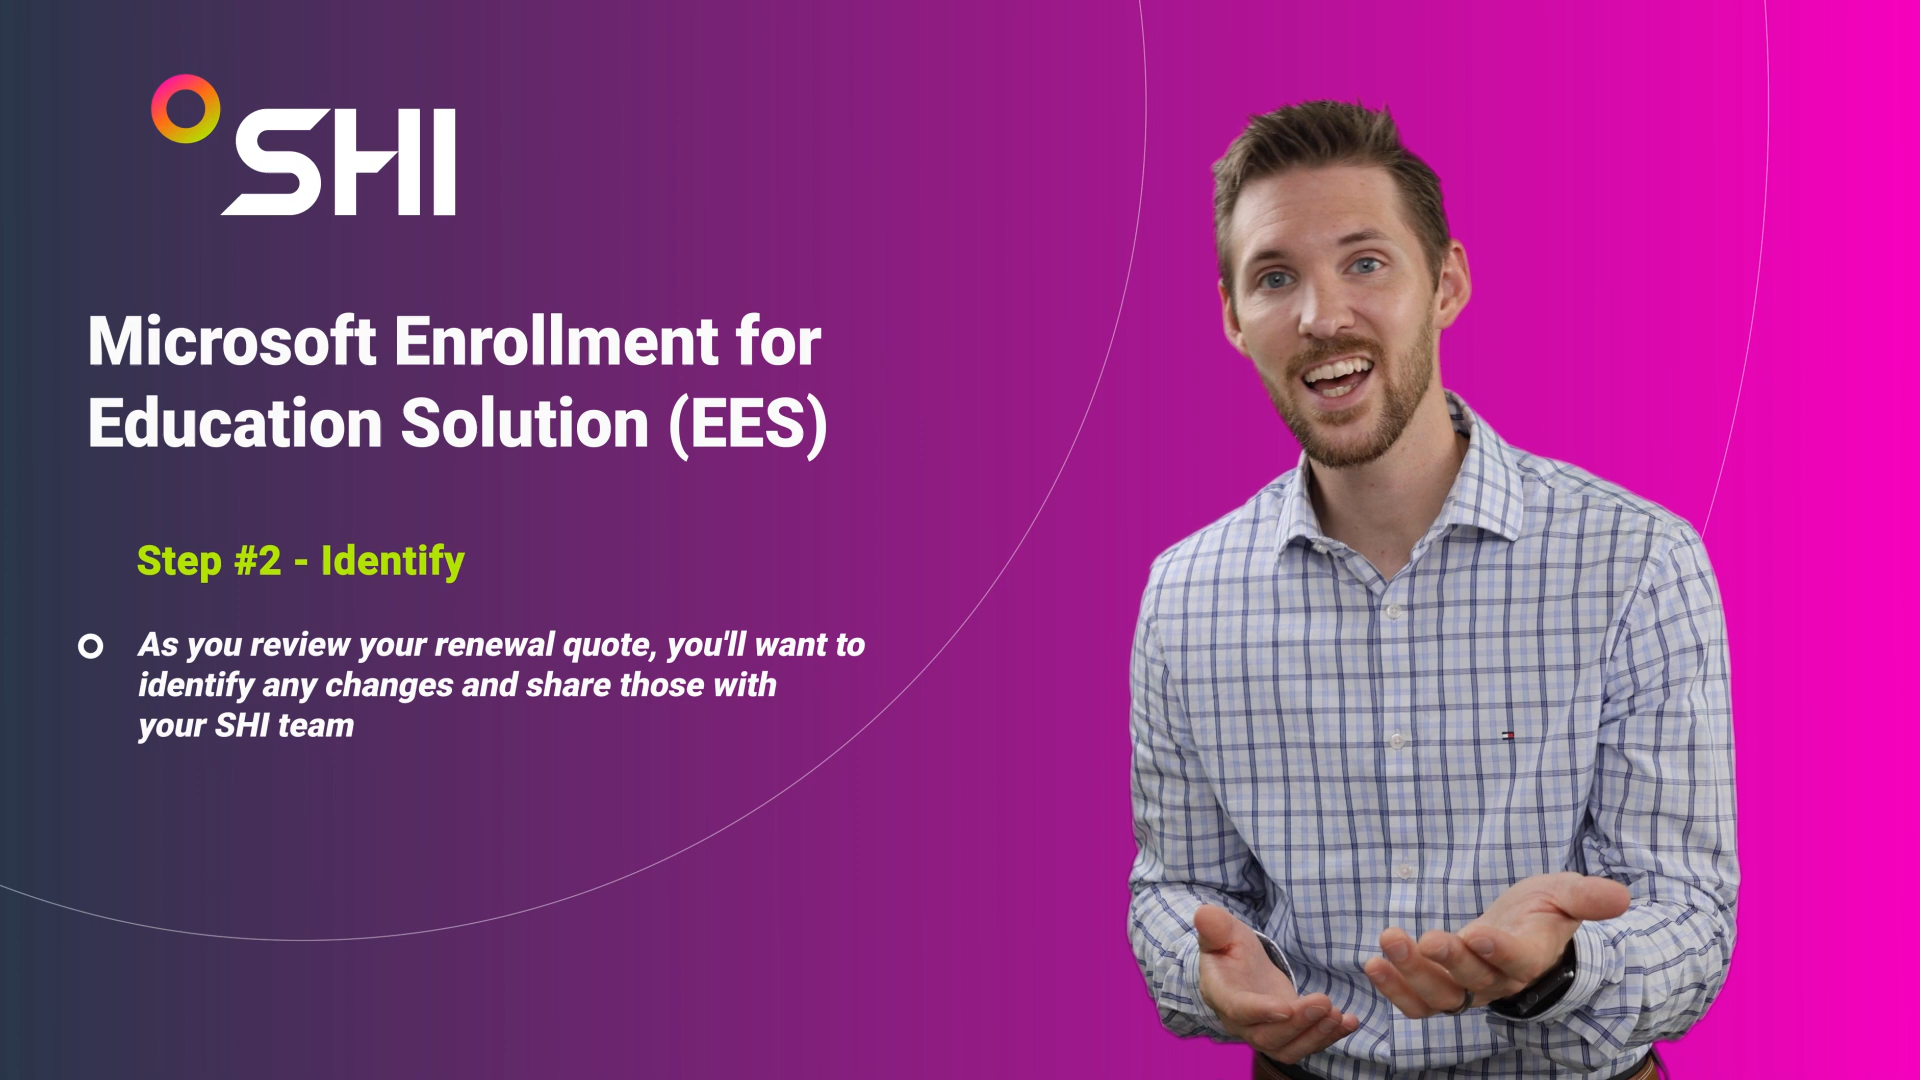 SHI
Microsoft Enrollment for
Education Solution (EES)
Step #2 - Identify
As you review your renewal quote, you'll want to
identify any changes and share those with
your SHI team